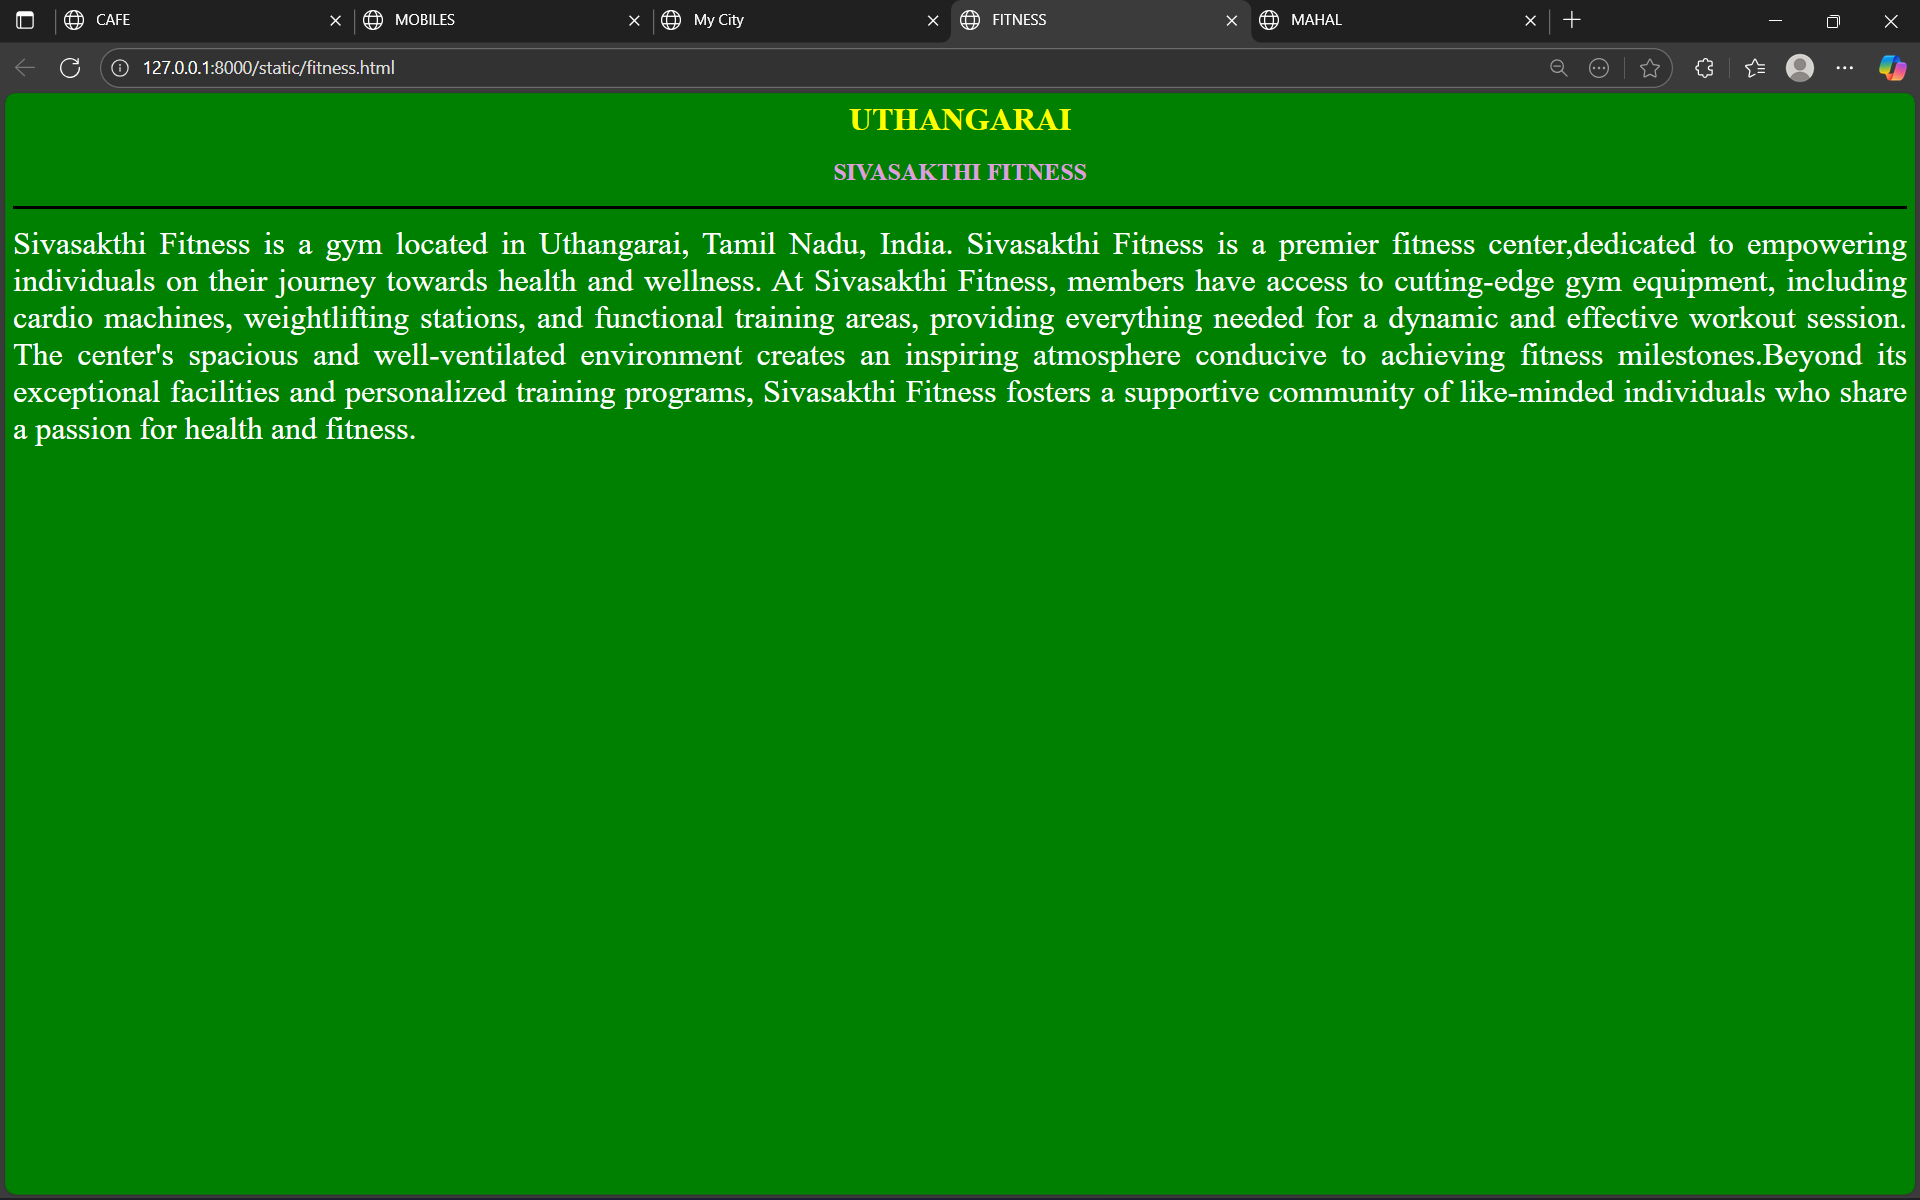 CAFE
MOBILES
My City
FITNESS
MAHAL
127.0.0.1:8000/static/fitness.html
UTHANGARAI
SIVASAKTHI FITNESS
Sivasakthi Fitness is a gym located in Uthangarai, Tamil Nadu, India. Sivasakthi Fitness is a premier fitness center,dedicated to empowering
individuals on their journey towards health and wellness. At Sivasakthi Fitness, members have access to cutting-edge gym equipment, including
cardio machines, weightlifting stations, and functional training areas, providing everything needed for a dynamic and effective workout session.
The center's spacious and well-ventilated environment creates an inspiring atmosphere conducive to achieving fitness milestones.Beyond its
exceptional facilities and personalized training programs, Sivasakthi Fitness fosters a supportive community of like-minded individuals who share
a passion for health and fitness.